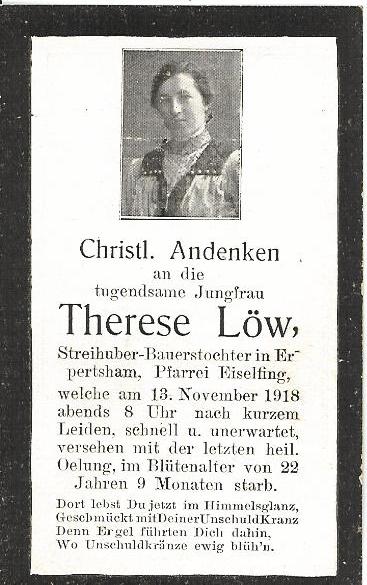 Christl. Andenken
an die
tugendsame Jungfrau
Therese Löw,
Streihuber-Bauerstochter in Er-
pertsham, Pfarrei Eiselfing,
welche am 13. November 1918
abends 8 Uhr nach kurzem
Leiden, schnell u. unerwartet,
versehen mit der letzten heil.
Oelung, im Blütenalter von 22
Jahren 9 Monaten starb.
Dort lebst Du jetzt im Himmelsglanz,
Geschmückt mit Deiner Unschuld Kranz
Denn Ergel führten Dich dahin,
Wo Unschuldkränze ewig blüh'n.